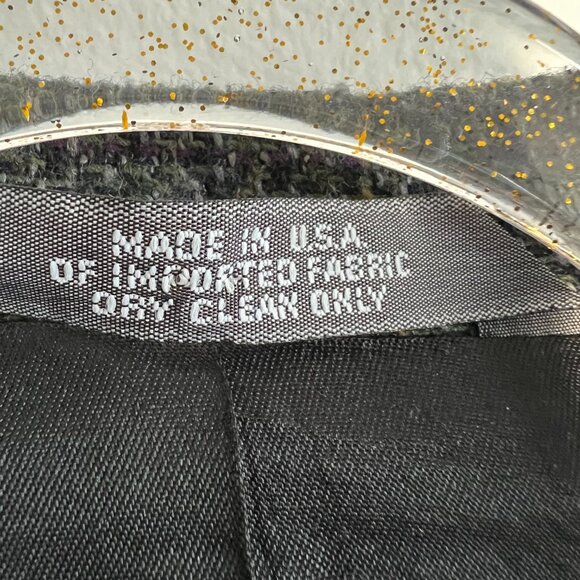 MADE IN U.S.A.
OF IMPORTED FABRIC
DRY CLEAN ONLY